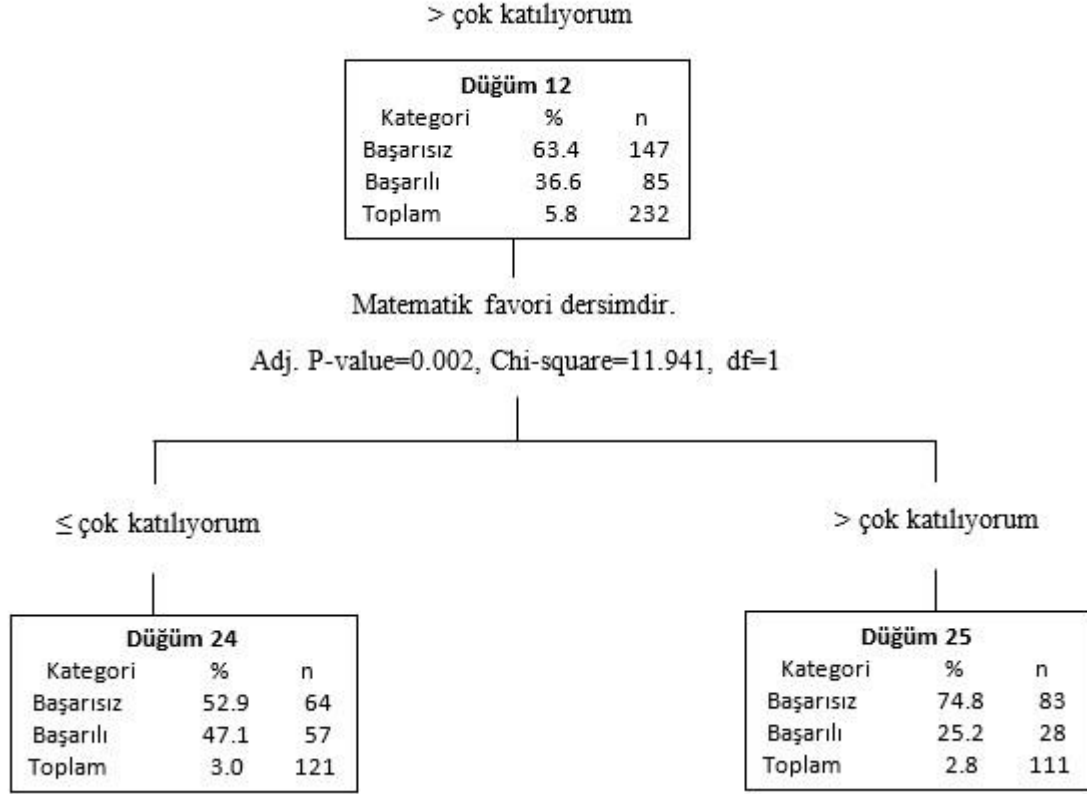 > çok katılıyorum
Düğüm 12
Kategori % n
Başarısız 63.4 147
Başarılı 36.6 85
Toplam 5.8 232
Matematik favori dersimdir.
Adj. P-value=0.002, Chi-square=11.941, df=1
≤ çok katılıyorum
> çok katılıyorum
Düğüm 24
Kategori % n
Başarısız 52.9 64
Başarılı 47.1 57
Toplam 3.0 121
Düğüm 25
Kategori % n
Başarısız 74.8 83
Başarılı 25.2 28
Toplam 2.8 111